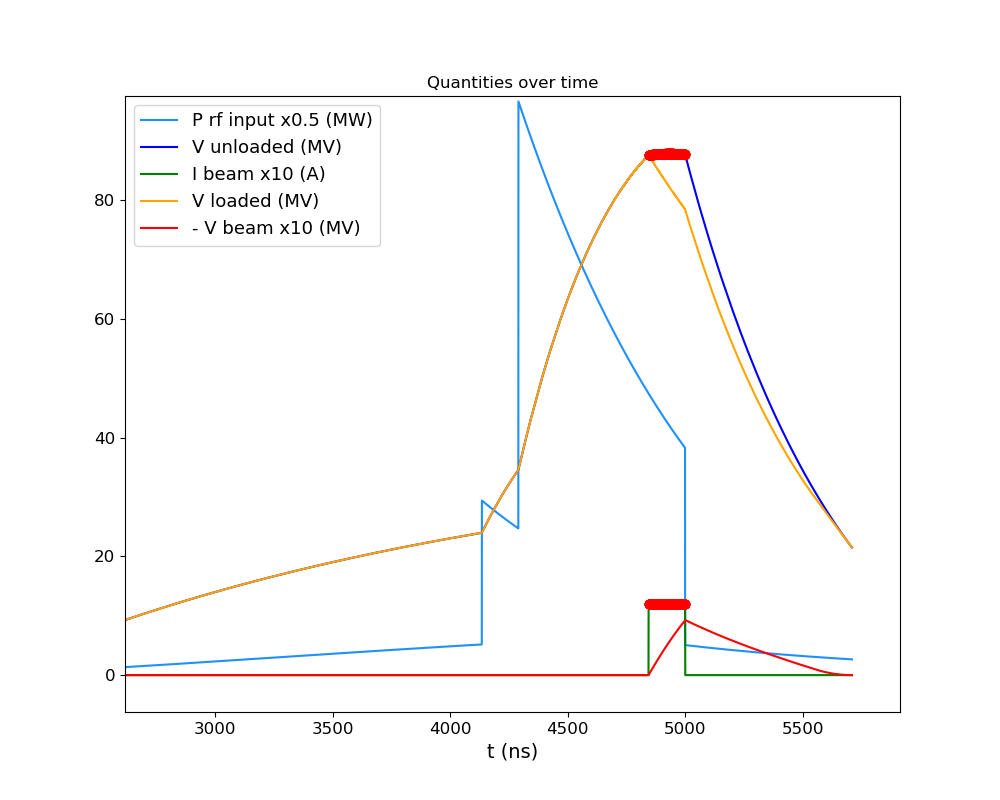 Quantities over time
P rf input x0.5 (MW)
V unloaded (MV)
I beam x10 (A)
V loaded (MV)
- V beam x10 (MV)
80
60
40
20
0
3000 3500 4000 4500 5000 5500
t (ns)